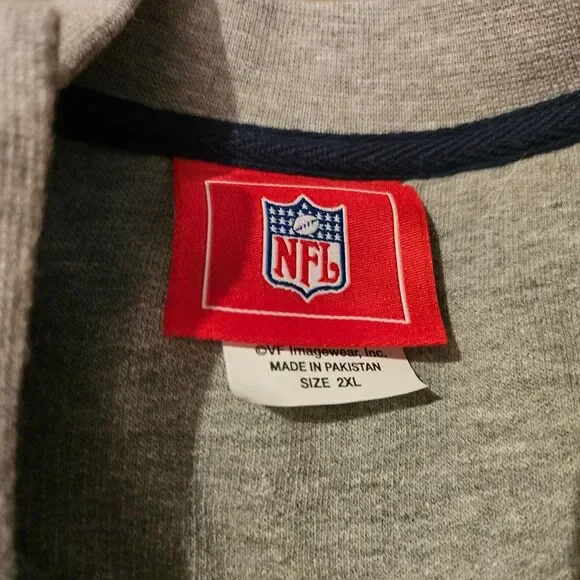 NFL
©VF Imagewear, Inc.
MADE IN PAKISTAN
SIZE 2XL